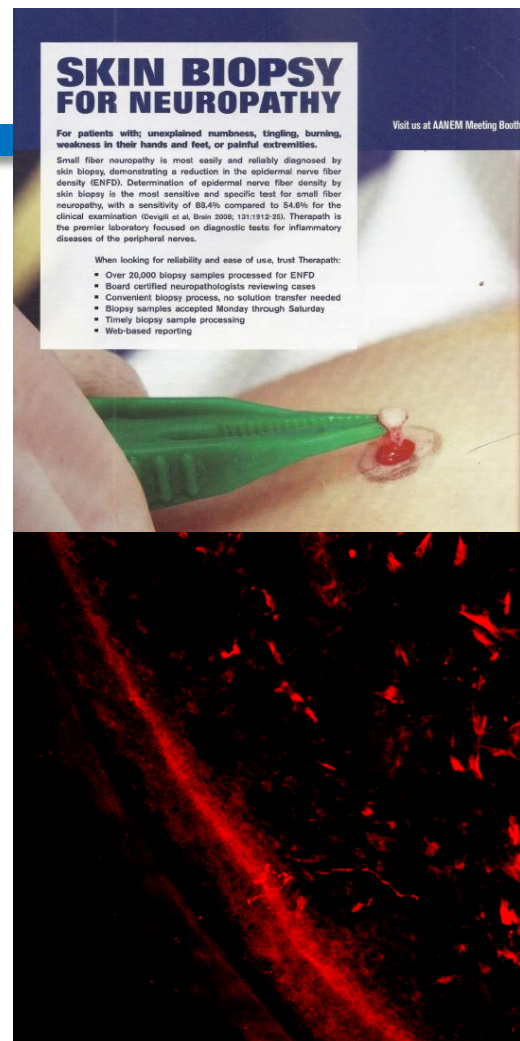 SKIN BIOPSY
FOR NEUROPATHY
Visit us at AANEM Meeting Booth
For patients with; unexplained numbness, tingling, burning,
weakness in their hands and feet, or painful extremities.
Small fiber neuropathy is most easily and reliably diagnosed by
skin biopsy, demonstrating a reduction in the epidermal nerve fiber
density (ENFD). Determination of epidermal nerve fiber density by
skin biopsy is the most sensitive and specific test for small fiber
neuropathy, with a sensitivity of 88.4% compared to 54.6% for the
clinical examination (Devigili et al, Brain 2008; 131:1912-25). Therapath is
the premier laboratory focused on diagnostic tests for inflammatory
diseases of the peripheral nerves.
When looking for reliability and ease of use, trust Therapath:
▪ Over 20,000 biopsy samples processed for ENFD
▪ Board certified neuropathologists reviewing cases
▪ Convenient biopsy process, no solution transfer needed
▪ Biopsy samples accepted Monday through Saturday
▪ Timely biopsy sample processing
▪ Web-based reporting